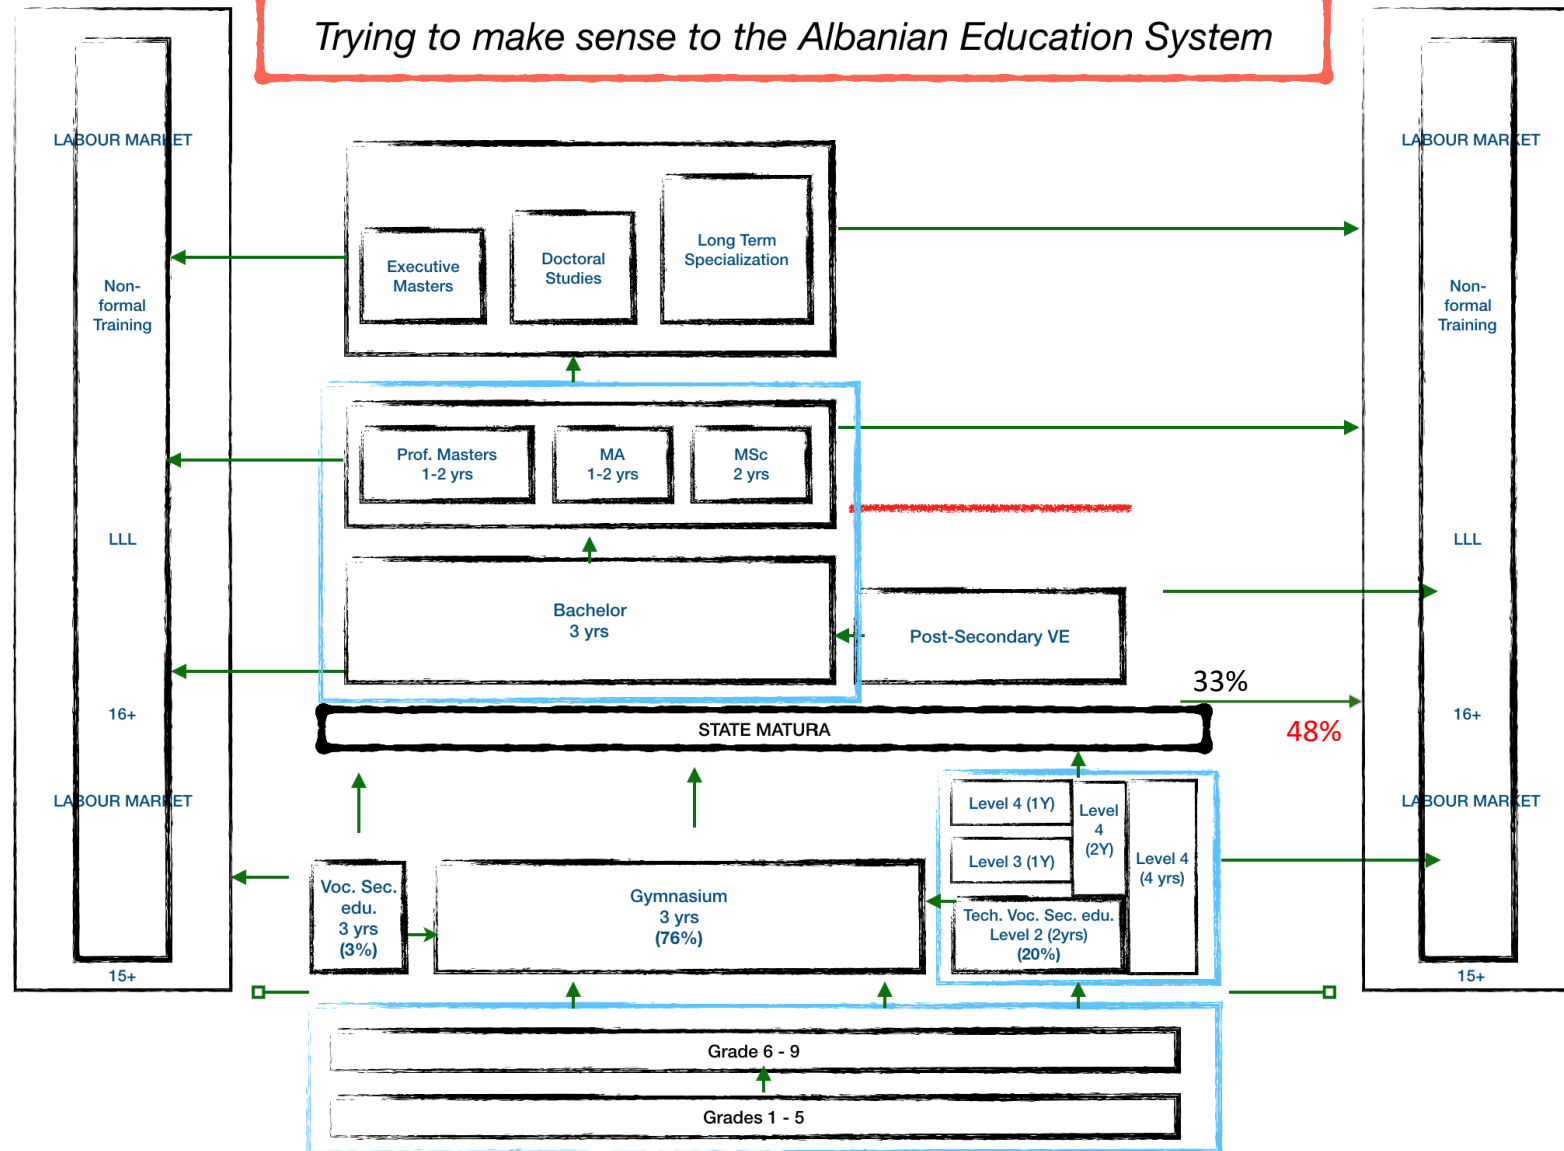 Trying to make sense to the Albanian Education System
LABOUR MARKET
Non-
formal
Training
LLL
16+
LABOUR MARKET
15+
Executive
Masters
Doctoral
Studies
Long Term
Specialization
Prof. Masters
1-2 yrs
MA
1-2 yrs
MSc
2 yrs
Bachelor
3 yrs
Post-Secondary VE
33%
48%
STATE MATURA
Voc. Sec.
edu.
3 yrs
(3%)
Gymnasium
3 yrs
(76%)
Level 4 (1Y)
Level 3 (1Y)
Level
4
(2Y)
Level 4
(4 yrs)
Tech. Voc. Sec. edu.
Level 2 (2yrs)
(20%)
Grade 6 - 9
Grades 1 - 5
LABOUR MARKET
Non-
formal
Training
LLL
16+
LABOUR MARKET
15+